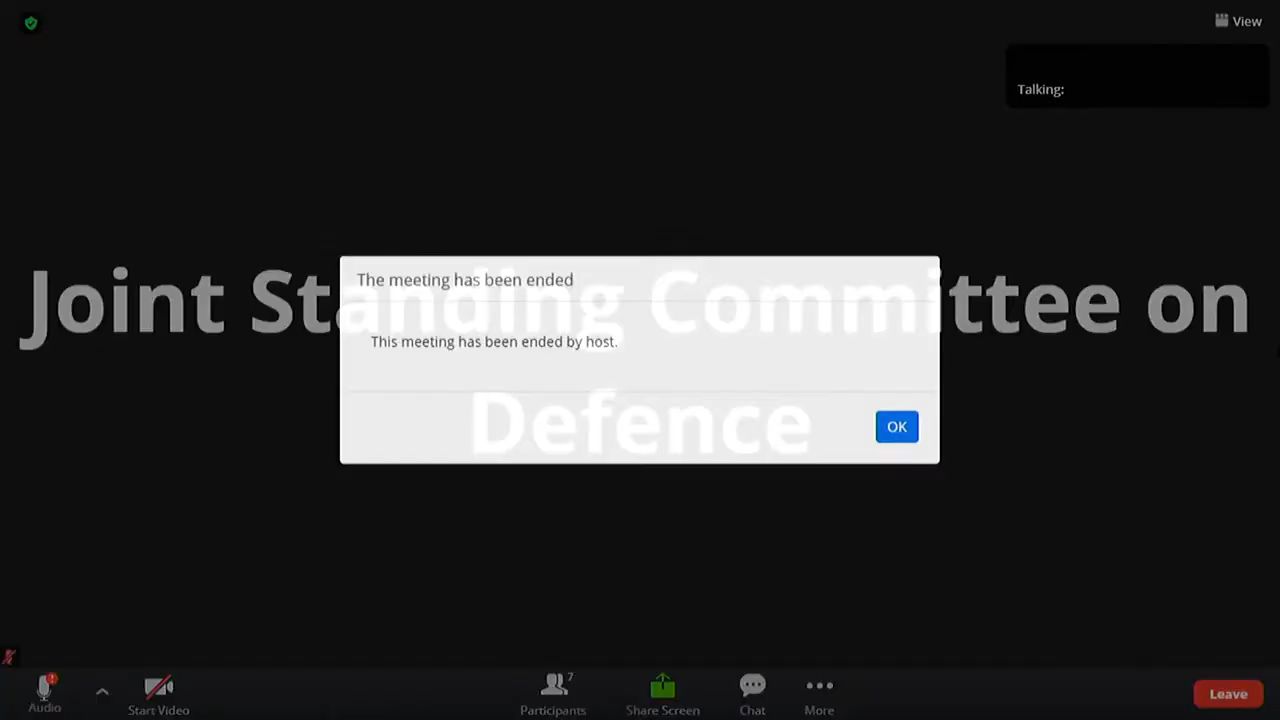 View
Talking:
The meeting has been ended
Joint Standing Committee on
This meeting has been ended by host.
Defence
OK
7
Audio
Start Video
Participants
Share Screen
Chat
More
Leave